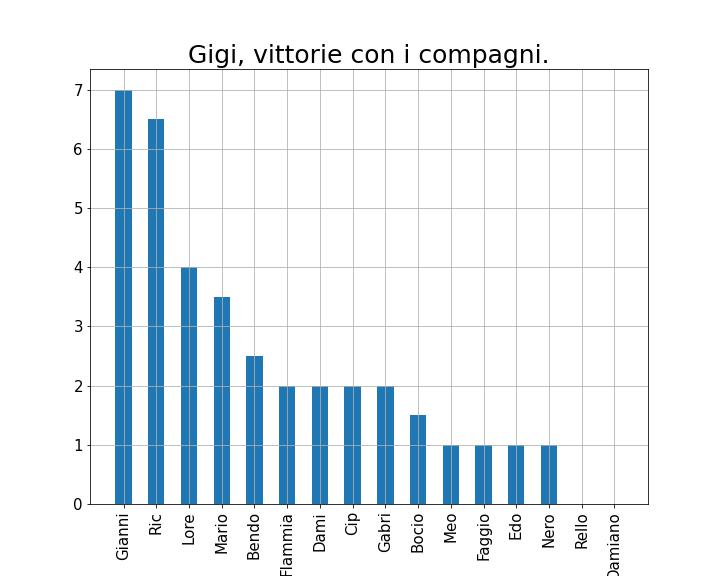 Gigi, vittorie con i compagni.
7
6
5
4
3
2
1
0
Gianni
Ric
Lore
Mario
Bendo
Flammia
Dami
Cip
Gabri
Bocio
Meo
Faggio
Edo
Nero
Rello
Damiano